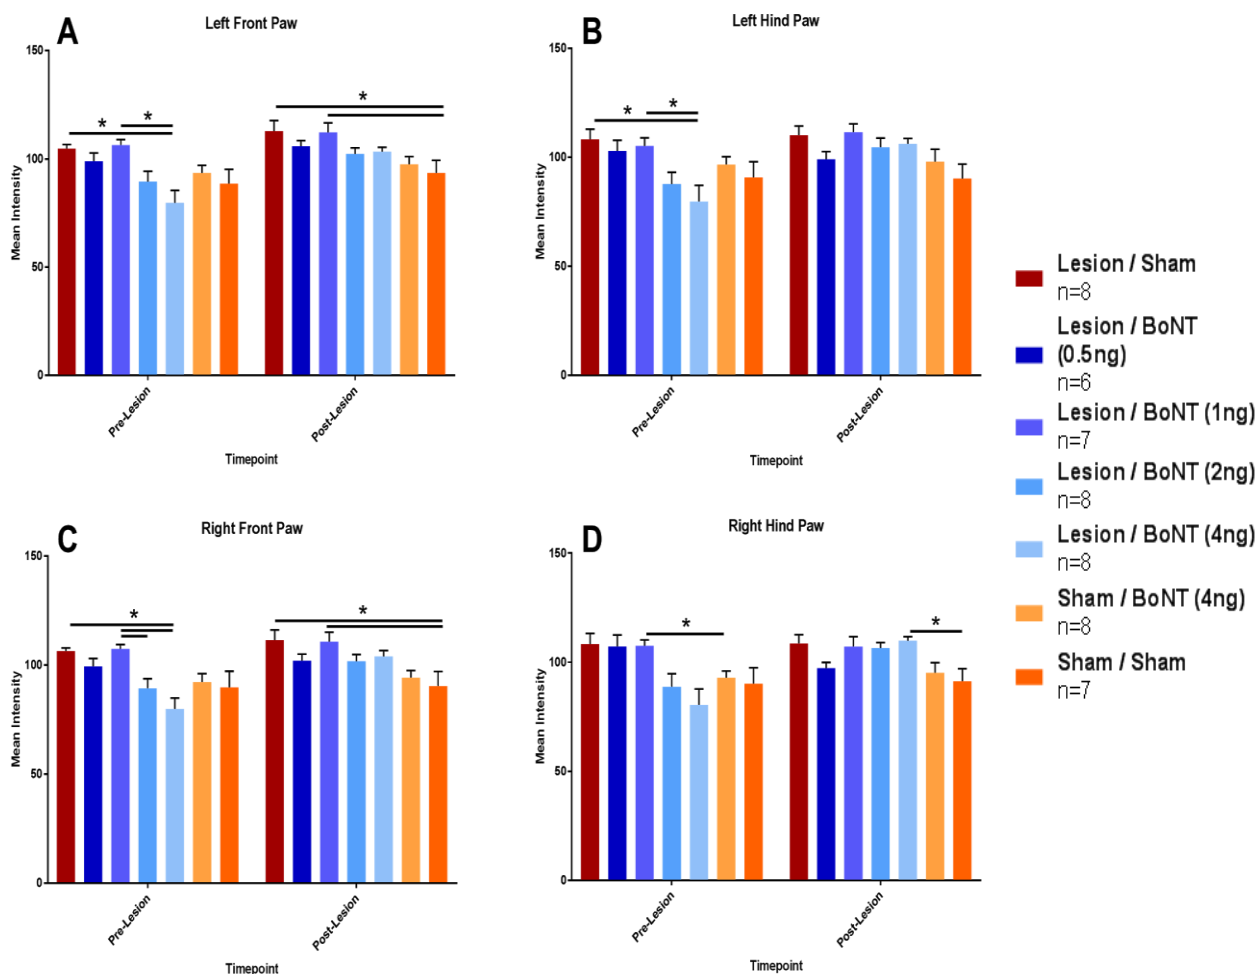 A
Left Front Paw
150
100
50
0
Mean Intensity
*
*
*
Pre-Lesion
Post-Lesion
Timepoint
B
Left Hind Paw
150
100
50
0
Mean Intensity
*
*
Pre-Lesion
Post-Lesion
Timepoint
C
Right Front Paw
150
100
50
0
Mean Intensity
*
*
Pre-Lesion
Post-Lesion
Timepoint
D
Right Hind Paw
150
100
50
0
Mean Intensity
*
*
Pre-Lesion
Post-Lesion
Timepoint
Lesion / Sham
n=8
Lesion / BoNT
(0.5ng)
n=6
Lesion / BoNT (1ng)
n=7
Lesion / BoNT (2ng)
n=8
Lesion / BoNT (4ng)
n=8
Sham / BoNT (4ng)
n=8
Sham / Sham
n=7